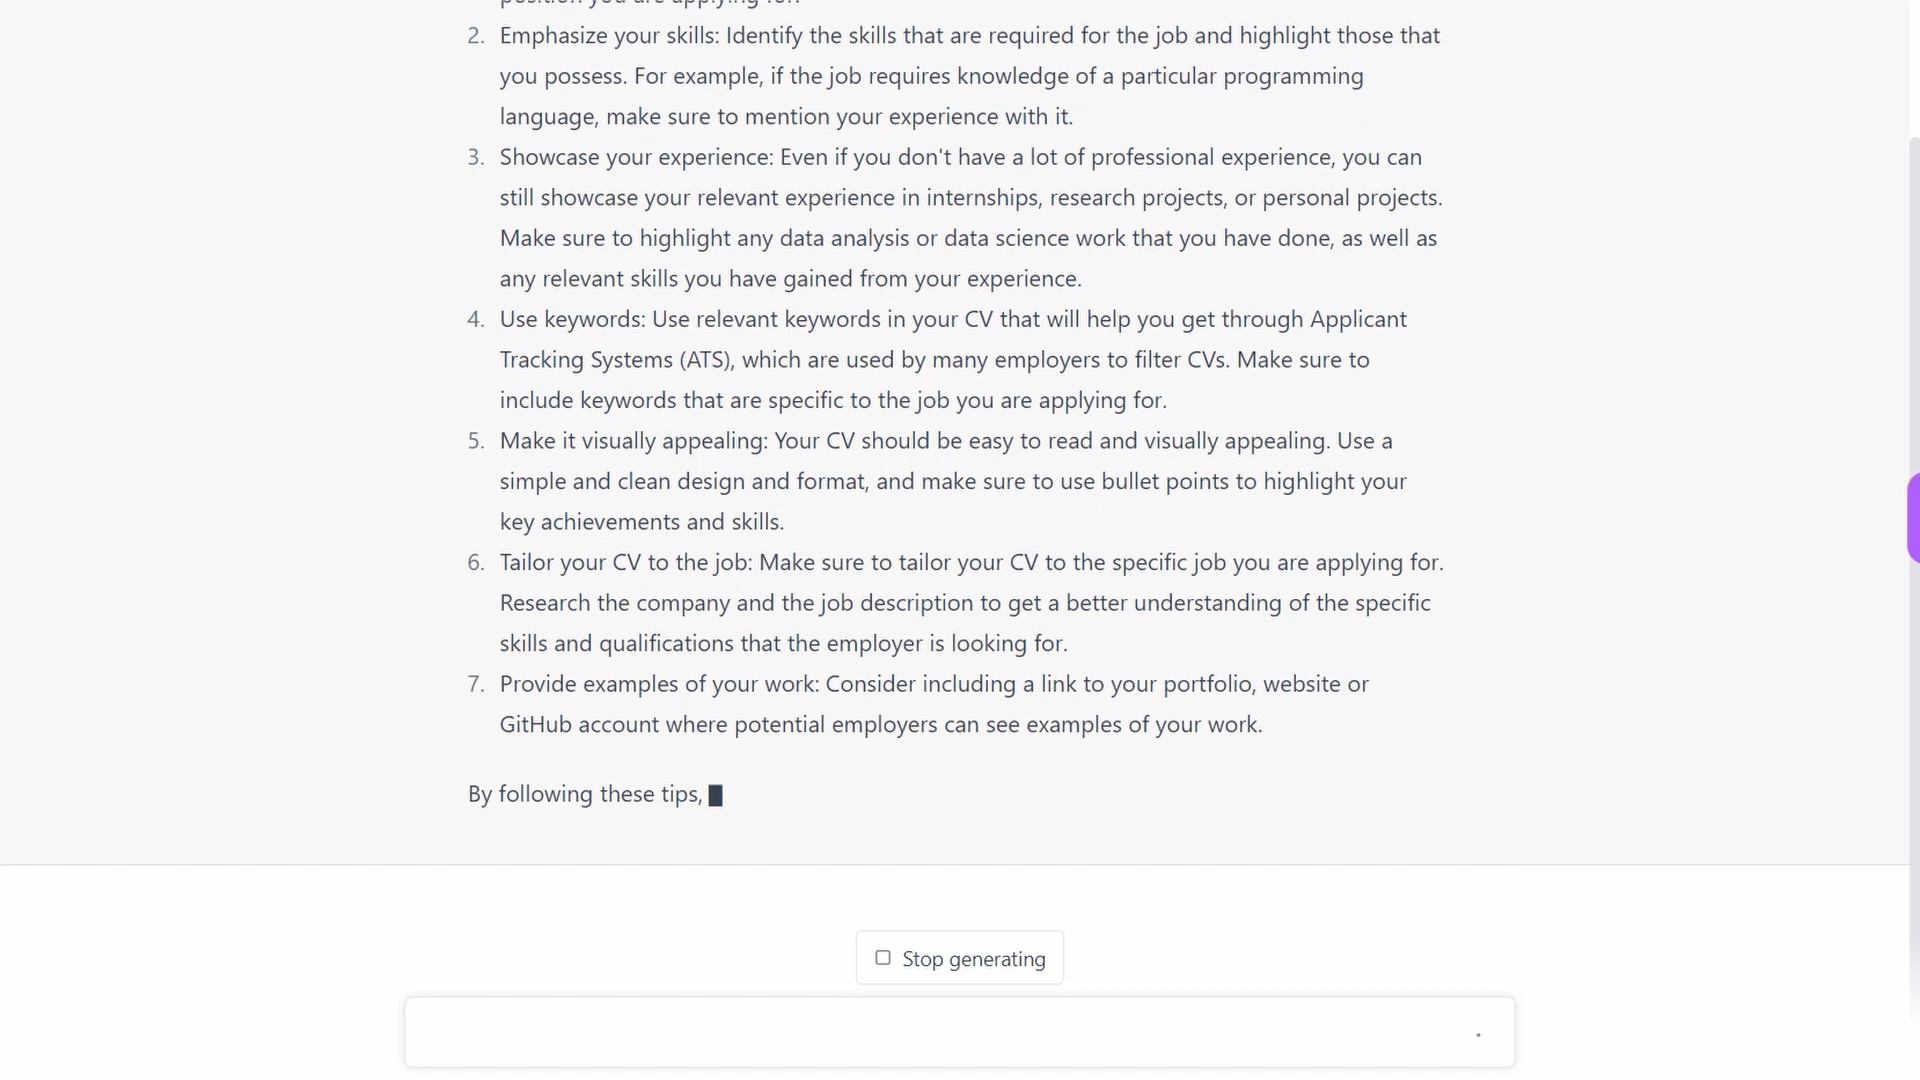 position you are applying for.
2. Emphasize your skills: Identify the skills that are required for the job and highlight those that
you possess. For example, if the job requires knowledge of a particular programming
language, make sure to mention your experience with it.
3. Showcase your experience: Even if you don't have a lot of professional experience, you can
still showcase your relevant experience in internships, research projects, or personal projects.
Make sure to highlight any data analysis or data science work that you have done, as well as
any relevant skills you have gained from your experience.
4. Use keywords: Use relevant keywords in your CV that will help you get through Applicant
Tracking Systems (ATS), which are used by many employers to filter CVs. Make sure to
include keywords that are specific to the job you are applying for.
5. Make it visually appealing: Your CV should be easy to read and visually appealing. Use a
simple and clean design and format, and make sure to use bullet points to highlight your
key achievements and skills.
6. Tailor your CV to the job: Make sure to tailor your CV to the specific job you are applying for.
Research the company and the job description to get a better understanding of the specific
skills and qualifications that the employer is looking for.
7. Provide examples of your work: Consider including a link to your portfolio, website or
GitHub account where potential employers can see examples of your work.
By following these tips,
Stop generating